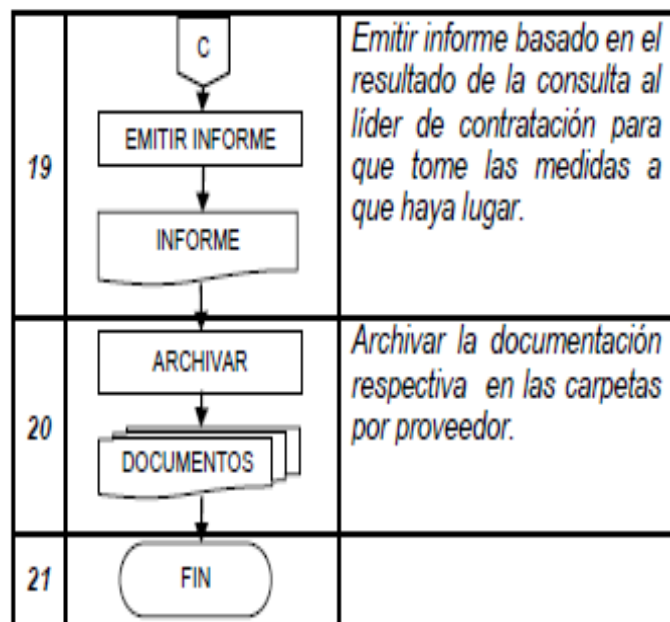 C
Emitir informe basado en el
resultado de la consulta al
líder de contratación para
que tome las medidas a
que haya lugar.
19
EMITIR INFORME
INFORME
Archivar la documentación
respectiva en las carpetas
por proveedor.
20
ARCHIVAR
DOCUMENTOS
21
FIN